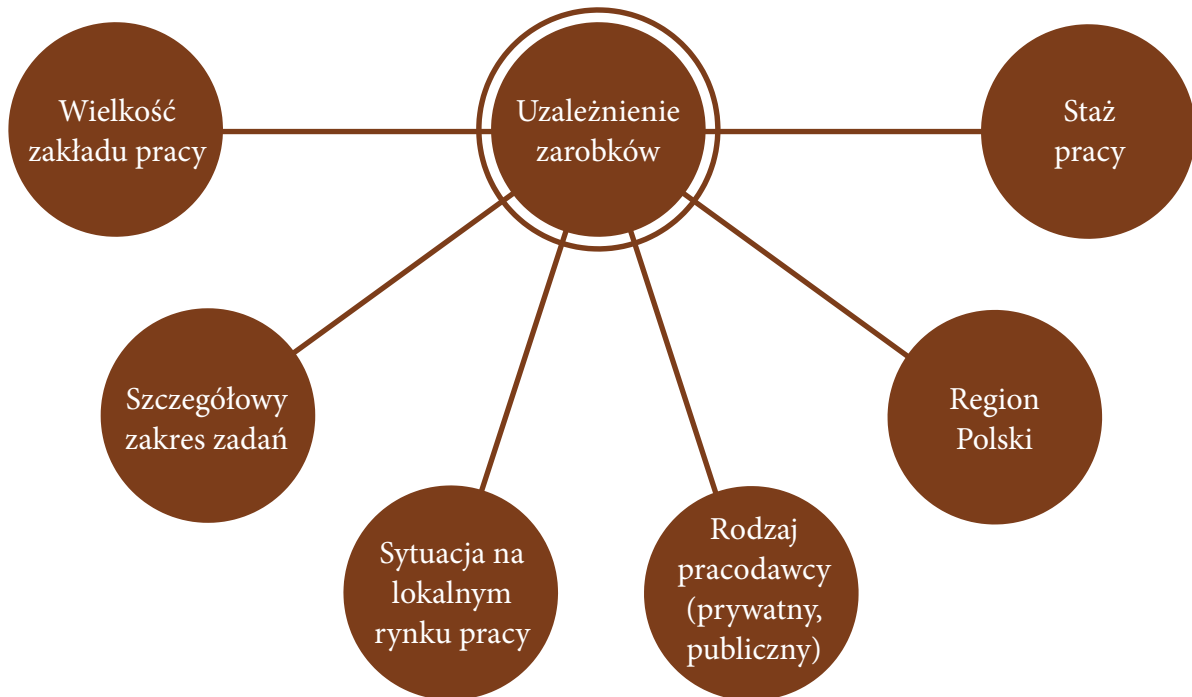 Wielkość
zakładu pracy
Uzależnienie
zarobków
Staż
pracy
Szczegółowy
zakres zadań
Region
Polski
Sytuacja na
lokalnym
rynku pracy
Rodzaj
pracodawcy
(prywatny,
publiczny)